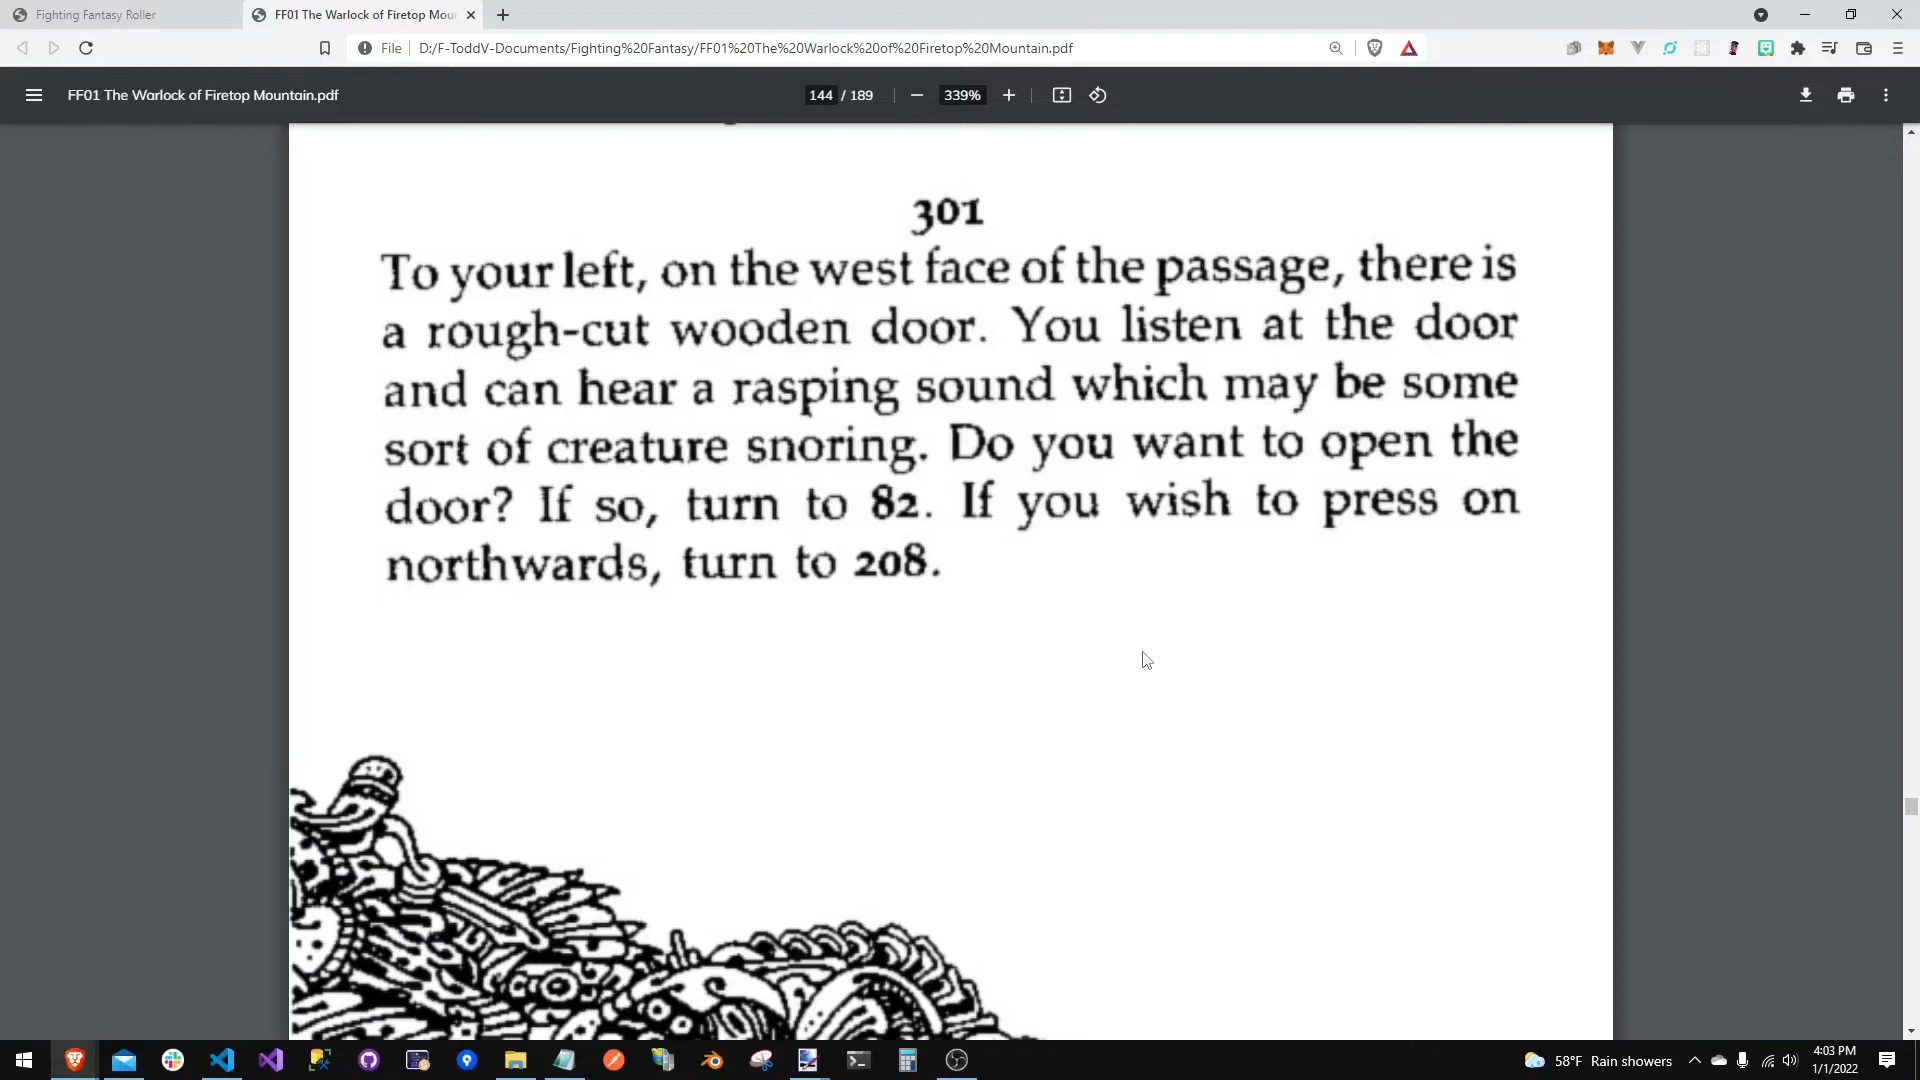 Fighting Fantasy Roller
FF01 The Warlock of Firetop Moun
File
D:/F-ToddV-Documents/Fighting%20Fantasy/FF01%20The%20Warlock%20of%20Firetop%20Mountain.pdf
FF01 The Warlock of Firetop Mountain.pdf
144 / 189
339%
301
To your left, on the west face of the passage, there is
a rough-cut wooden door. You listen at the door
and can hear a rasping sound which may be some
sort of creature snoring. Do you want to open the
door? If so, turn to 82. If you wish to press on
northwards, turn to 208.
58°F Rain showers
4:03 PM
1/1/2022